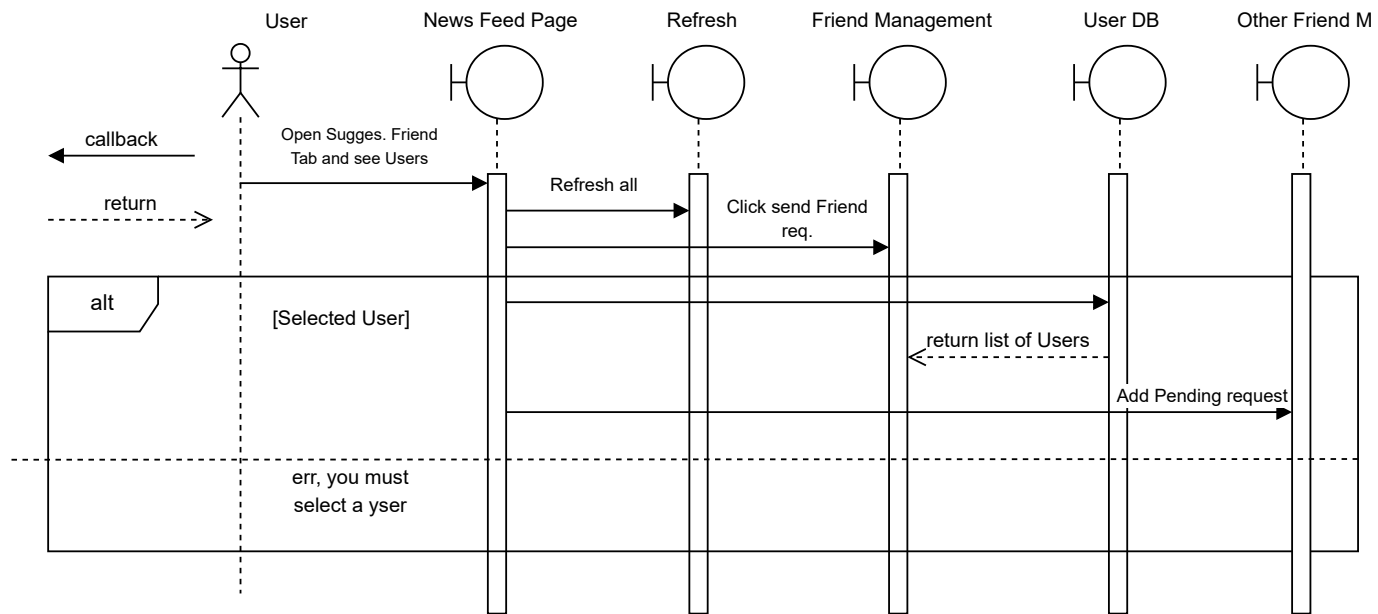 User
News Feed Page
Refresh
Friend Management
User DB
Other Friend M
callback
Open Sugges. Friend
Tab and see Users
return
Refresh all
Click send Friend
req.
alt
[Selected User]
return list of Users
Add Pending request
err, you must
select a yser